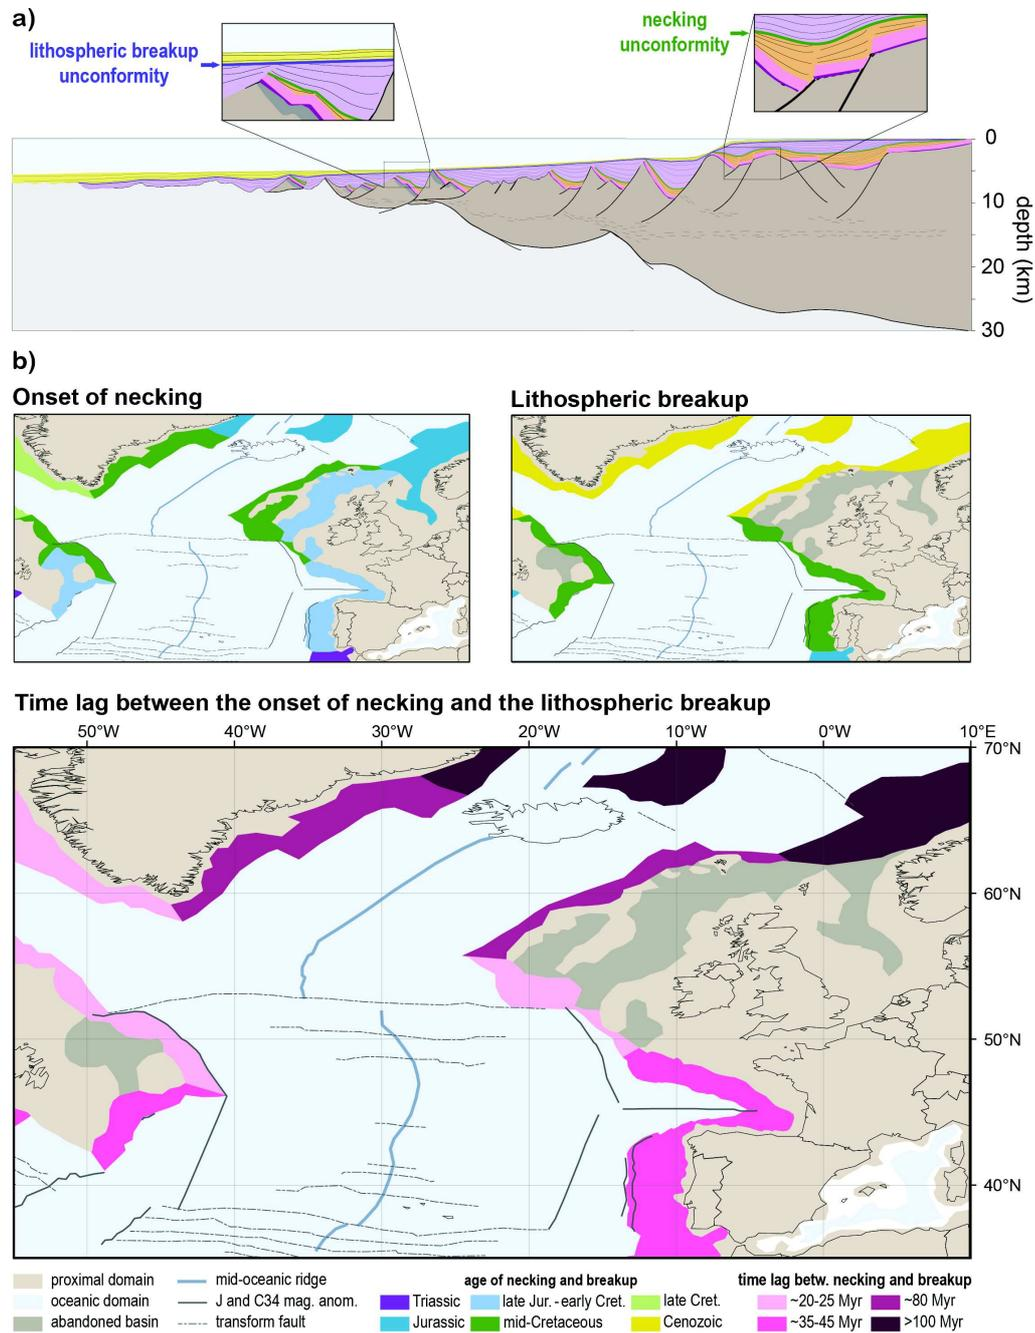 a)
lithospheric breakup
unconformity
necking
unconformity
0
10
20
30
depth (km)
b)
Onset of necking
Lithospheric breakup
Time lag between the onset of necking and the lithospheric breakup
50°W 40°W 30°W 20°W 10°W 0°W 10°E
70°N
60°N
50°N
40°N
proximal domain
oceanic domain
abandoned basin
mid-oceanic ridge
J and C34 mag. anom.
transform fault
age of necking and breakup
Triassic
Jurassic
late Jur. - early Cret.
mid-Cretaceous
late Cret.
Cenozoic
time lag betw. necking and breakup
~20-25 Myr
~35-45 Myr
~80 Myr
>100 Myr